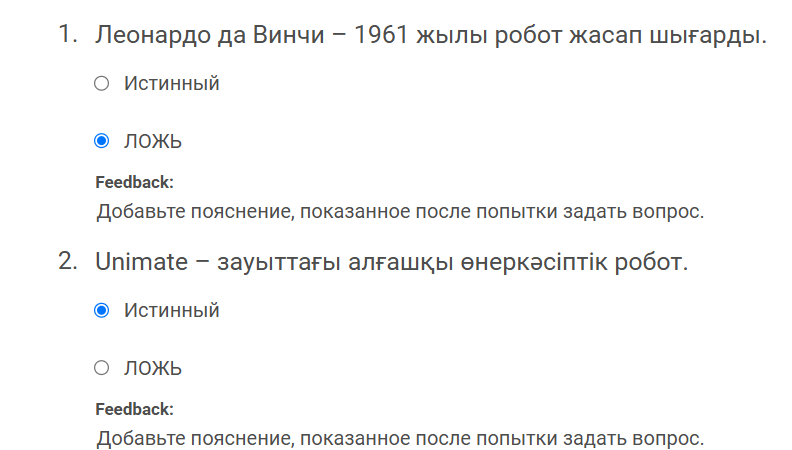 1. Леонардо да Винчи – 1961 жылы робот жасап шығарды.
Истинный
ЛОЖЬ
Feedback:
Добавьте пояснение, показанное после попытки задать вопрос.
2. Unimate – зауыттағы алғашқы өнеркәсіптік робот.
Истинный
ЛОЖЬ
Feedback:
Добавьте пояснение, показанное после попытки задать вопрос.